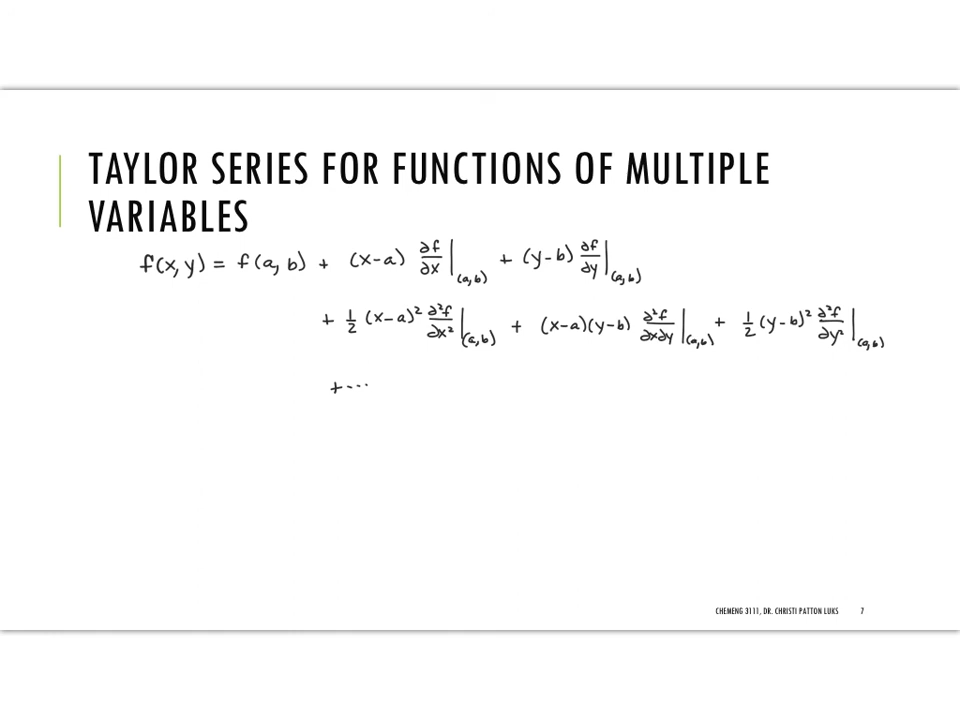 TAYLOR SERIES FOR FUNCTIONS OF MULTIPLE
VARIABLES
f(x,y) = f(a,b) + (x-a) ∂f/∂x |(a,b) + (y-b) ∂f/∂y |(a,b)
+ 1/2 (x-a)² ∂²f/∂x² |(a,b) + (x-a)(y-b) ∂²f/∂x∂y |(a,b) + 1/2 (y-b)² ∂²f/∂y² |(a,b)
+...
CHEMENG 3111, DR. CHRISTI PATTON LUKS 7